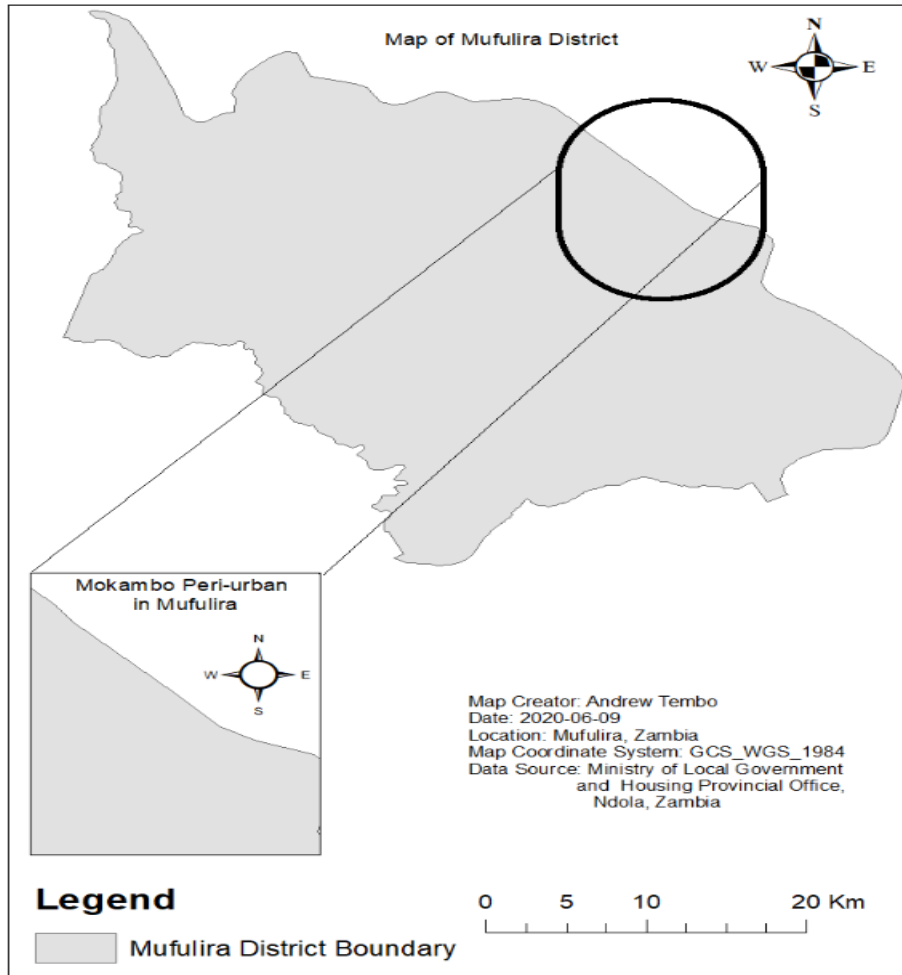 Map of Mufulira District
N
W E
S
Mokambo Peri-urban
in Mufulira
N
W E
S
Map Creator: Andrew Tembo
Date: 2020-06-09
Location: Mufulira, Zambia
Map Coordinate System: GCS_WGS_1984
Data Source: Ministry of Local Government
and Housing Provincial Office,
Ndola, Zambia
Legend
Mufulira District Boundary
0 5 10 20 Km